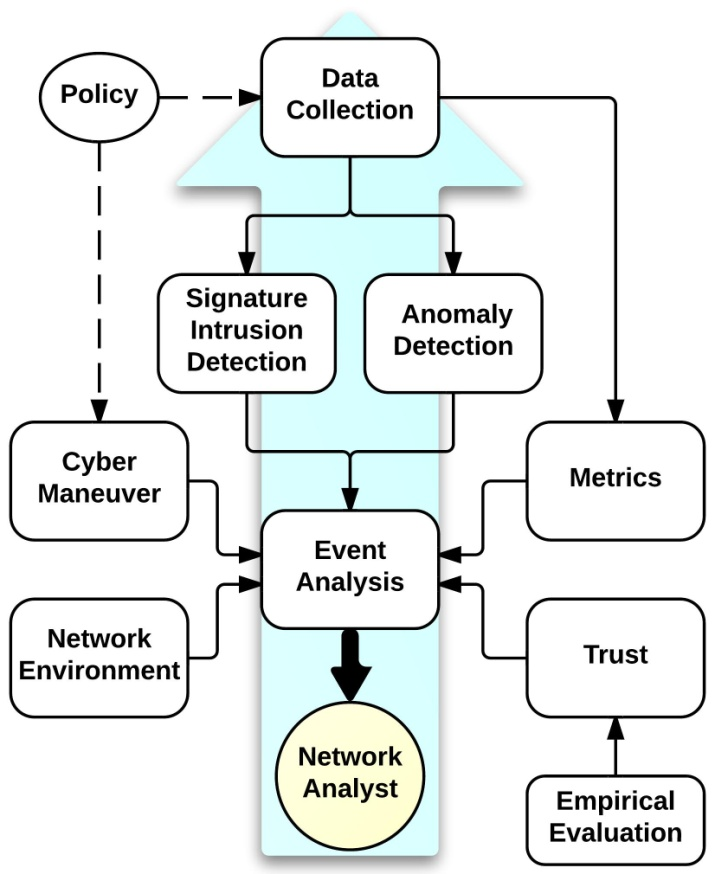 Policy
Data
Collection
Signature
Intrusion
Detection
Anomaly
Detection
Cyber
Maneuver
Metrics
Event
Analysis
Network
Environment
Trust
Network
Analyst
Empirical
Evaluation